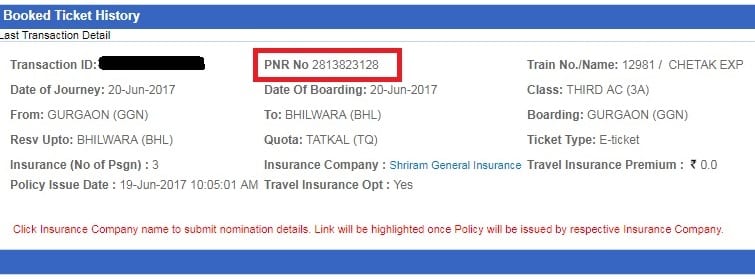 Booked Ticket History
Last Transaction Detail
Transaction ID: PNR No 2813823128 Train No./Name: 12981 / CHETAK EXP
Date of Journey: 20-Jun-2017 Date Of Boarding: 20-Jun-2017 Class: THIRD AC (3A)
From: GURGAON (GGN) To: BHILWARA (BHL) Boarding: GURGAON (GGN)
Resv Upto: BHILWARA (BHL) Quota: TATKAL (TQ) Ticket Type: E-ticket
Insurance (No of Psgn) : 3 Insurance Company : Shriram General Insurance Travel Insurance Premium : ₹ 0.0
Policy Issue Date : 19-Jun-2017 10:05:01 AM Travel Insurance Opt : Yes
Click Insurance Company name to submit nomination details. Link will be highlighted once Policy will be issued by respective Insurance Company.